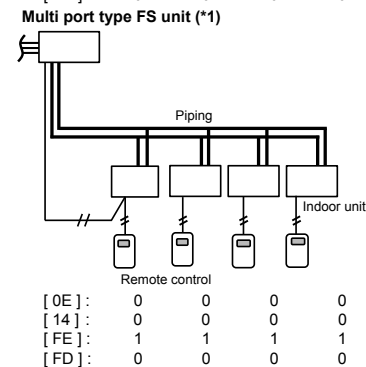 Multi port type FS unit (*1)
Piping
Indoor unit
Remote control
[ 0E ] : 0 0 0 0
[ 14 ] : 0 0 0 0
[ FE ] : 1 1 1 1
[ FD ] : 0 0 0 0